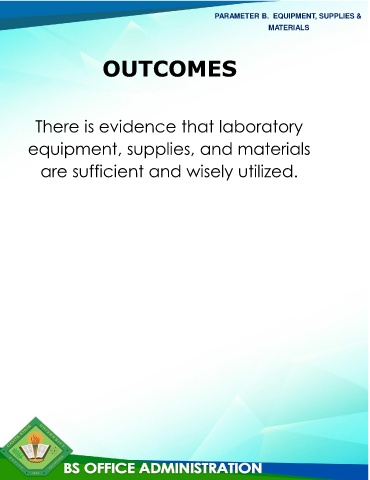 PARAMETER B. EQUIPMENT, SUPPLIES &
MATERIALS
OUTCOMES
There is evidence that laboratory
equipment, supplies, and materials
are sufficient and wisely utilized.
BS OFFICE ADMINISTRATION